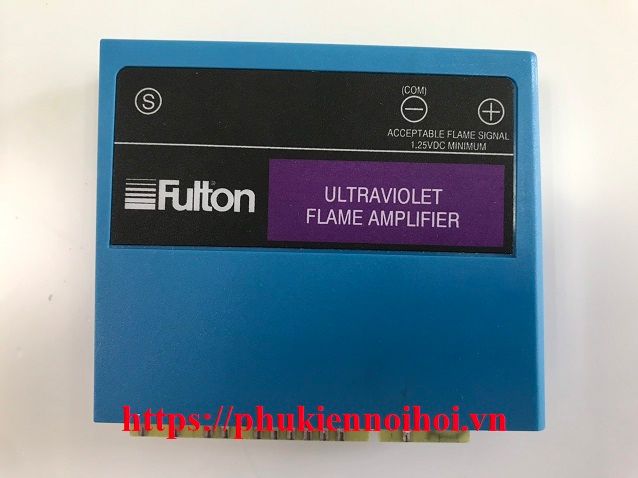 S
(COM)
− +
ACCEPTABLE FLAME SIGNAL
1.25VDC MINIMUM
Fulton
ULTRAVIOLET
FLAME AMPLIFIER
https://phukiennoihoi.vn